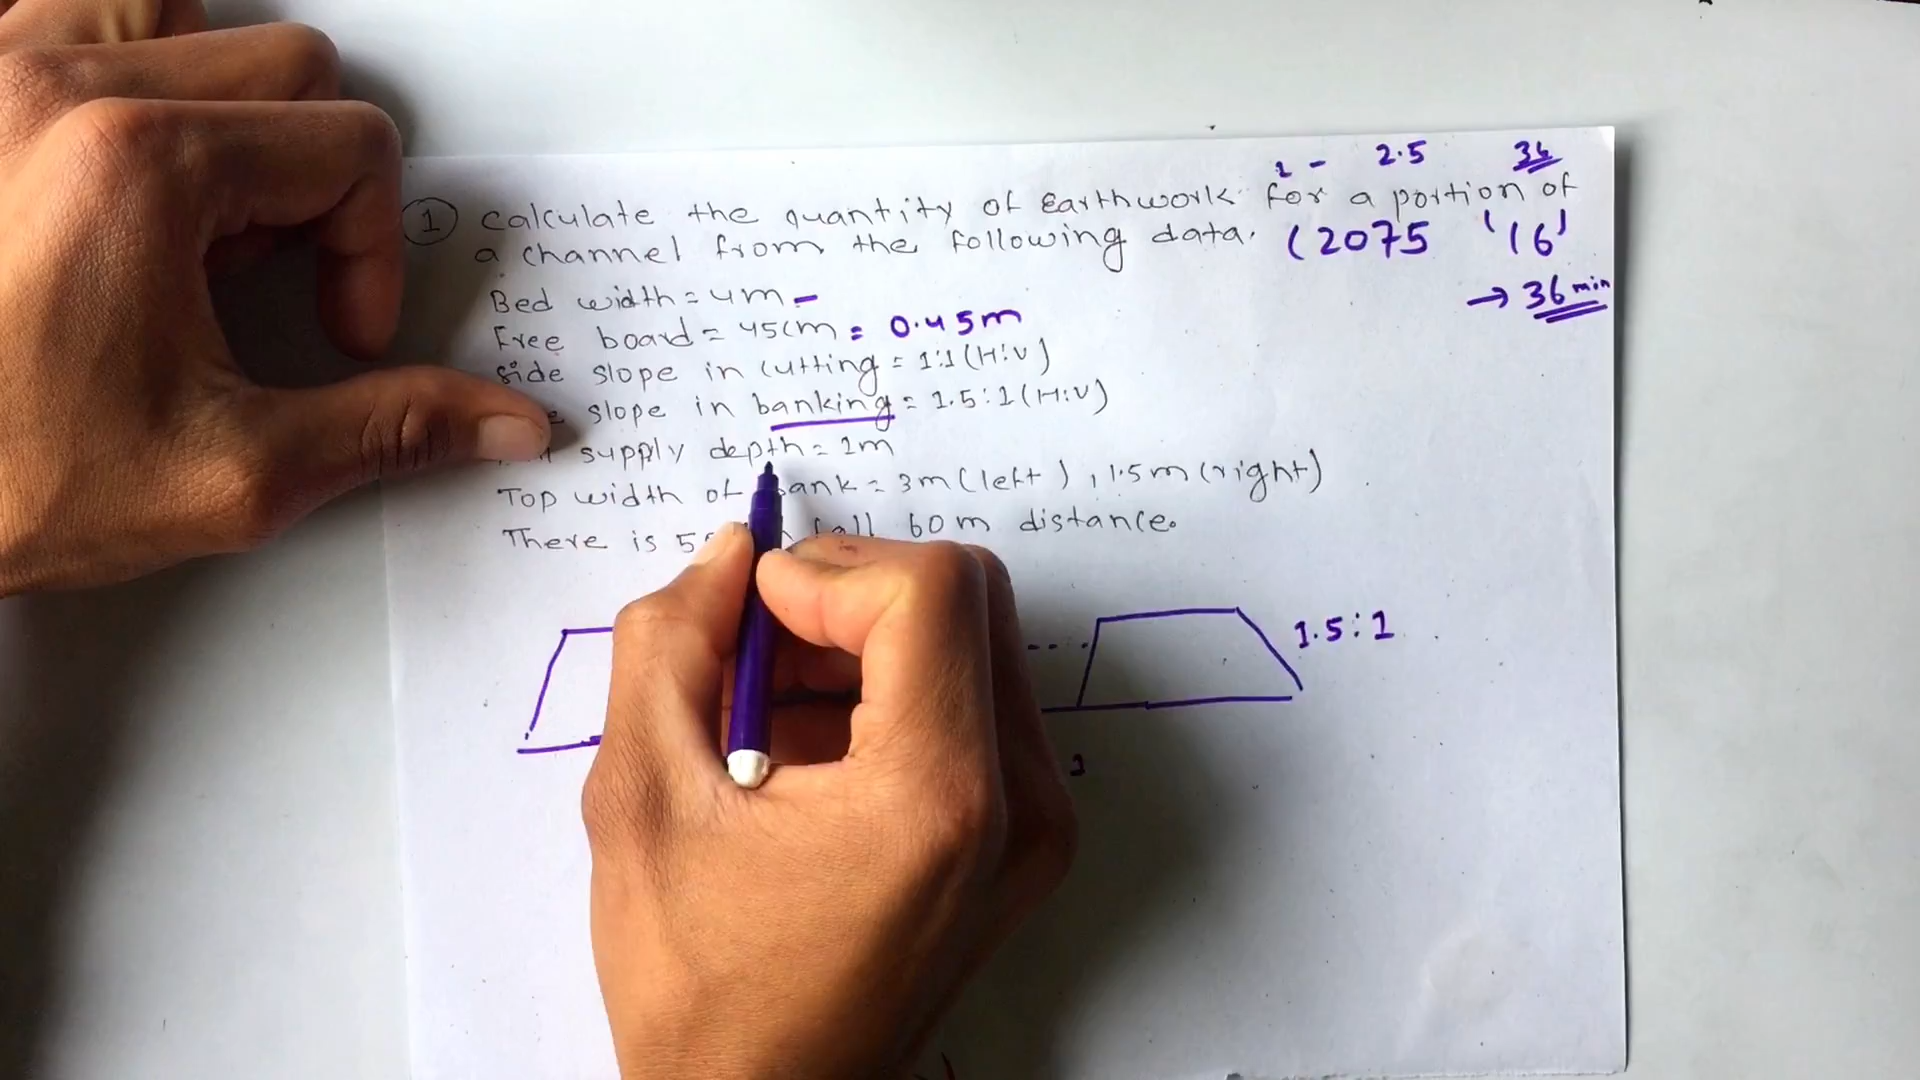 2 - 2.5 36
1 Calculate the quantity of Earthwork for a portion of
a channel from the following data. (2075 '16'
→ 36 min
Bed width = 4m -
Free board = 45cm = 0.45m
side slope in cutting = 1:1 (H:V)
slope in banking = 1.5:1 (H:V)
supply depth = 1m
Top width of bank = 3m (left), 1.5m (right)
There is fall 60m distance.
1.5:1